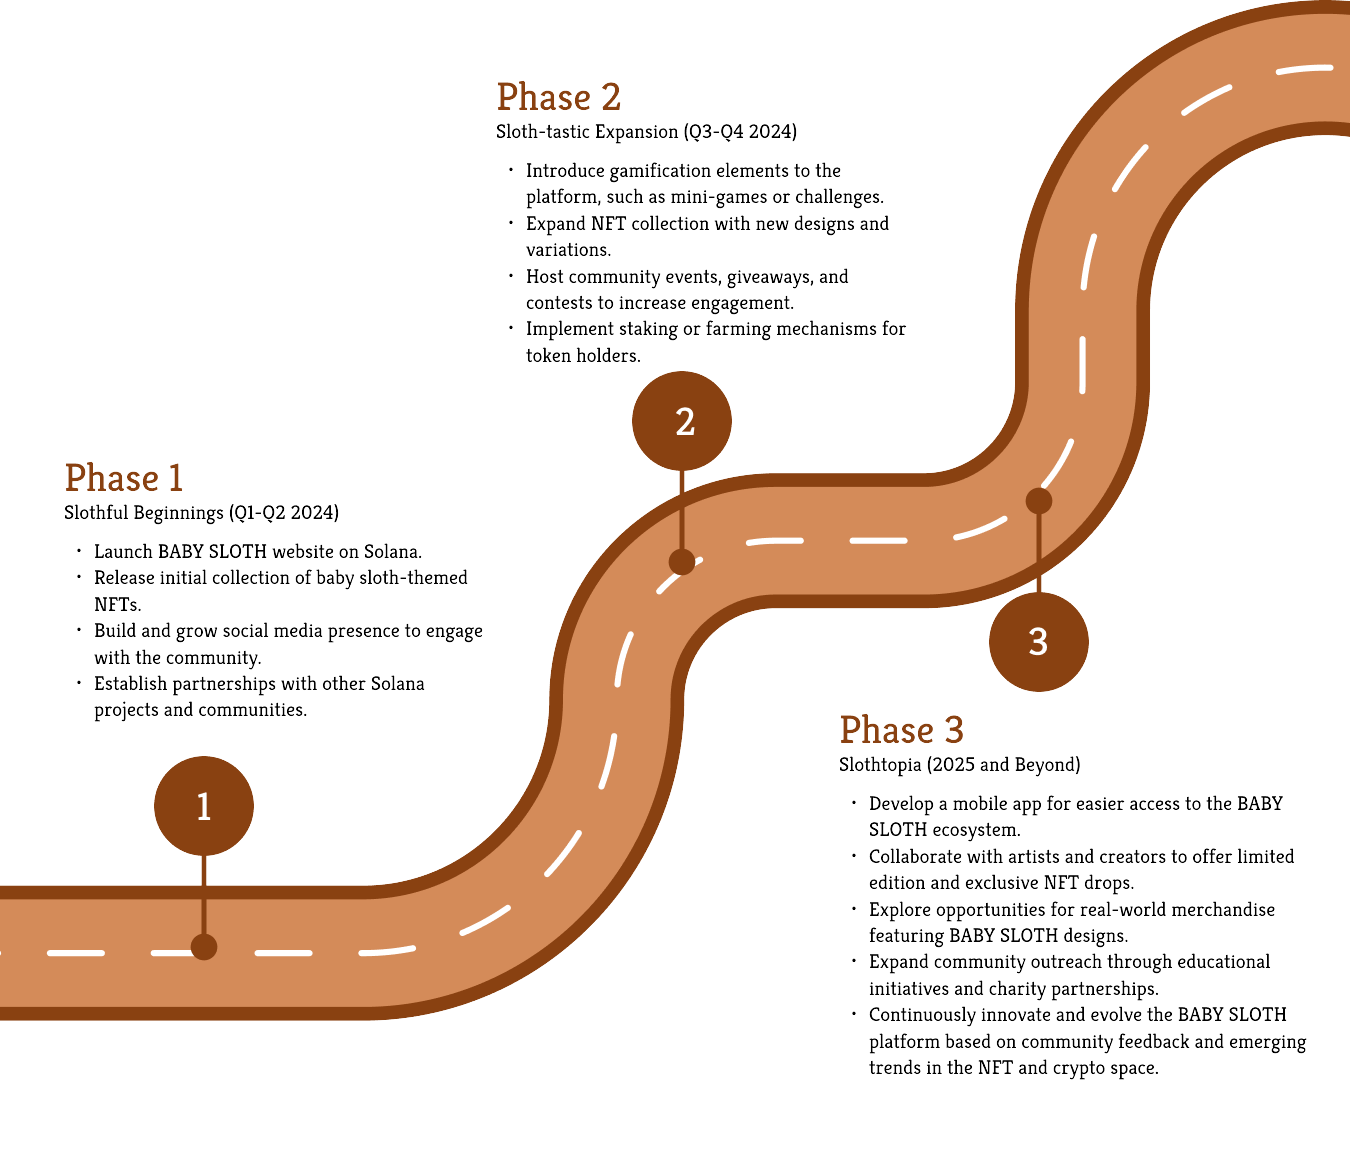 Phase 2
Sloth-tastic Expansion (Q3-Q4 2024)
• Introduce gamification elements to the
platform, such as mini-games or challenges.
• Expand NFT collection with new designs and
variations.
• Host community events, giveaways, and
contests to increase engagement.
• Implement staking or farming mechanisms for
token holders.
2
Phase 1
Slothful Beginnings (Q1-Q2 2024)
• Launch BABY SLOTH website on Solana.
• Release initial collection of baby sloth-themed
NFTs.
• Build and grow social media presence to engage
with the community.
• Establish partnerships with other Solana
projects and communities.
1
3
Phase 3
Slothtopia (2025 and Beyond)
• Develop a mobile app for easier access to the BABY
SLOTH ecosystem.
• Collaborate with artists and creators to offer limited
edition and exclusive NFT drops.
• Explore opportunities for real-world merchandise
featuring BABY SLOTH designs.
• Expand community outreach through educational
initiatives and charity partnerships.
• Continuously innovate and evolve the BABY SLOTH
platform based on community feedback and emerging
trends in the NFT and crypto space.